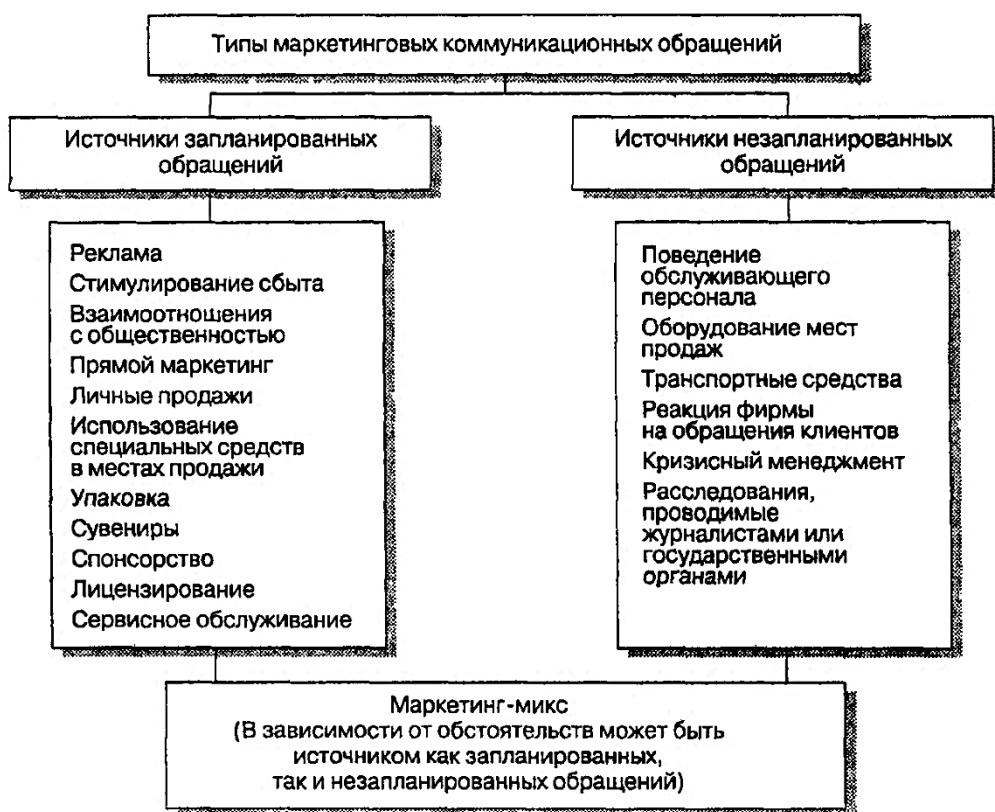 Типы маркетинговых коммуникационных обращений
Источники запланированных
обращений
Источники незапланированных
обращений
Реклама
Стимулирование сбыта
Взаимоотношения
с общественностью
Прямой маркетинг
Личные продажи
Использование
специальных средств
в местах продажи
Упаковка
Сувениры
Спонсорство
Лицензирование
Сервисное обслуживание
Поведение
обслуживающего
персонала
Оборудование мест
продаж
Транспортные средства
Реакция фирмы
на обращения клиентов
Кризисный менеджмент
Расследования,
проводимые
журналистами или
государственными
органами
Маркетинг-микс
(В зависимости от обстоятельств может быть
источником как запланированных,
так и незапланированных обращений)